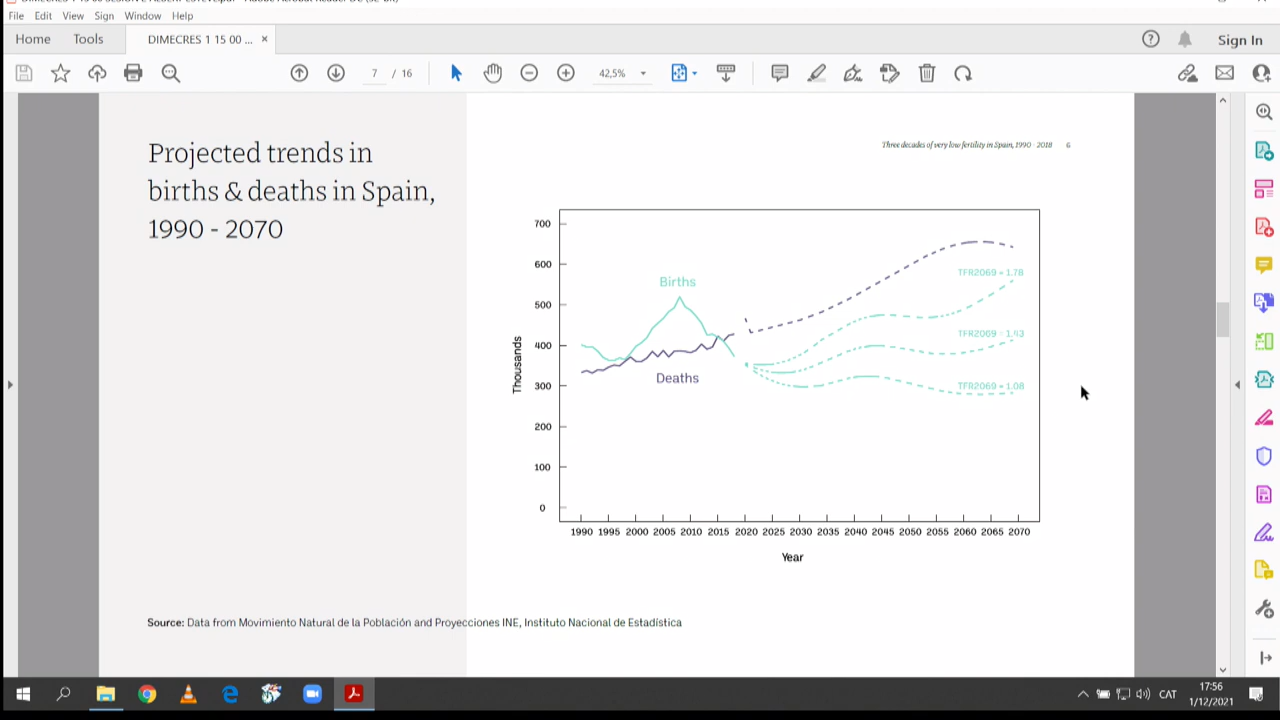 File Edit View Sign Window Help
Home Tools DIMECRES 1 15 00 ... × Sign In
7 / 16 42,5%
Projected trends in
births & deaths in Spain,
1990 - 2070
Three decades of very low fertility in Spain, 1990 - 2018 6
700
600
500
400
300
200
100
0
Thousands
Births
Deaths
TFR2069 = 1.78
TFR2069 = 1.43
TFR2069 = 1.08
1990 1995 2000 2005 2010 2015 2020 2025 2030 2035 2040 2045 2050 2055 2060 2065 2070
Year
Source: Data from Movimiento Natural de la Población and Proyecciones INE, Instituto Nacional de Estadística
CAT
17:56
1/12/2021